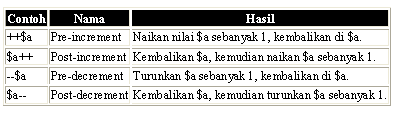 Contoh Nama Hasil
++$a Pre-increment Naikan nilai $a sebanyak 1, kembalikan di $a.
$a++ Post-increment Kembalikan $a, kemudian naikan $a sebanyak 1.
--$a Pre-decrement Turunkan $a sebanyak 1, kembalikan di $a.
$a-- Post-decrement Kembalikan $a, kemudian turunkan $a sebanyak 1.